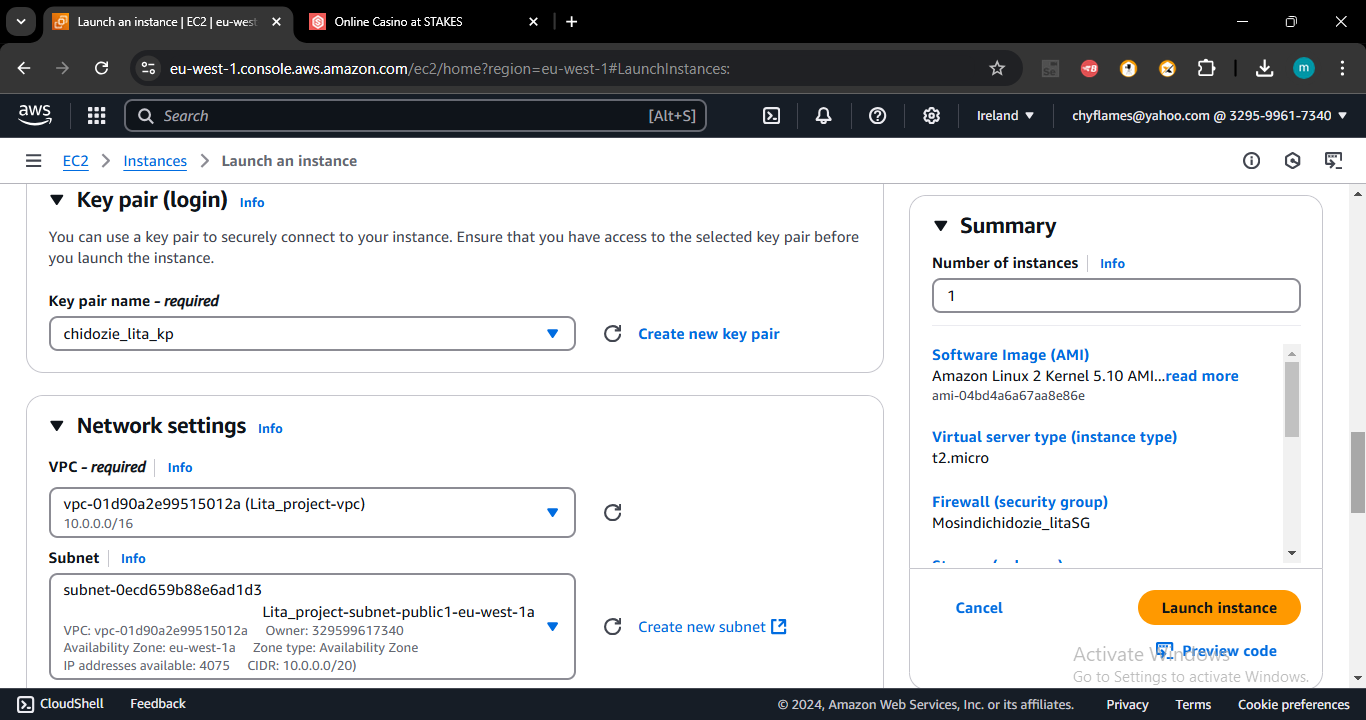 Launch an instance | EC2 | eu-west
Online Casino at STAKES
eu-west-1.console.aws.amazon.com/ec2/home?region=eu-west-1#LaunchInstances:
m
aws
Search
[Alt+S]
Ireland
chyflames@yahoo.com @ 3295-9961-7340
EC2
Instances
Launch an instance
Key pair (login)
Info
You can use a key pair to securely connect to your instance. Ensure that you have access to the selected key pair before
you launch the instance.
Key pair name - required
chidozie_lita_kp
Create new key pair
Network settings
Info
VPC - required
Info
vpc-01d90a2e99515012a (Lita_project-vpc)
10.0.0.0/16
Subnet
Info
subnet-0ecd659b88e6ad1d3
Lita_project-subnet-public1-eu-west-1a
VPC: vpc-01d90a2e99515012a Owner: 329599617340
Availability Zone: eu-west-1a Zone type: Availability Zone
IP addresses available: 4075 CIDR: 10.0.0.0/20)
Create new subnet
Summary
Number of instances
Info
1
Software Image (AMI)
Amazon Linux 2 Kernel 5.10 AMI...read more
ami-04bd4a6a67aa8e86e
Virtual server type (instance type)
t2.micro
Firewall (security group)
Mosindichidozie_litaSG
Cancel
Launch instance
Preview code
Activate Windows
Go to Settings to activate Windows.
CloudShell
Feedback
© 2024, Amazon Web Services, Inc. or its affiliates.
Privacy
Terms
Cookie preferences